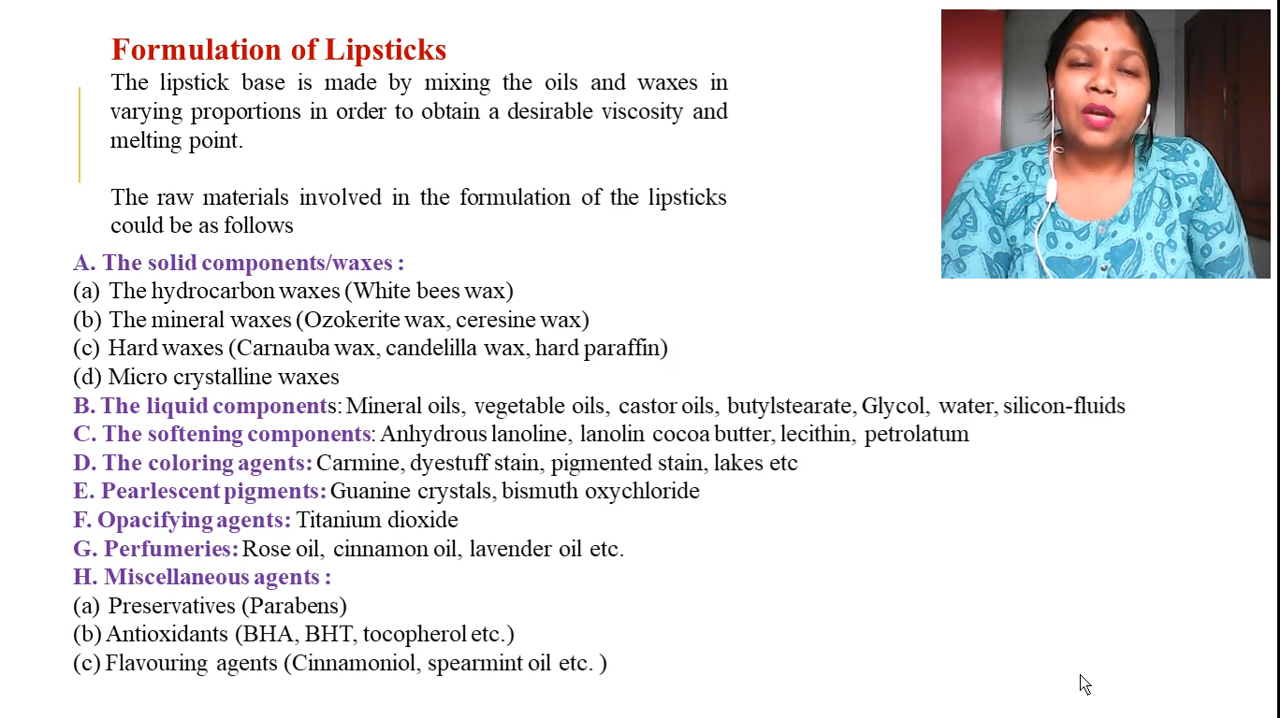 Formulation of Lipsticks
The lipstick base is made by mixing the oils and waxes in
varying proportions in order to obtain a desirable viscosity and
melting point.
The raw materials involved in the formulation of the lipsticks
could be as follows
A. The solid components/waxes :
(a) The hydrocarbon waxes (White bees wax)
(b) The mineral waxes (Ozokerite wax, ceresine wax)
(c) Hard waxes (Carnauba wax, candelilla wax, hard paraffin)
(d) Micro crystalline waxes
B. The liquid components: Mineral oils, vegetable oils, castor oils, butylstearate, Glycol, water, silicon-fluids
C. The softening components: Anhydrous lanoline, lanolin cocoa butter, lecithin, petrolatum
D. The coloring agents: Carmine, dyestuff stain, pigmented stain, lakes etc
E. Pearlescent pigments: Guanine crystals, bismuth oxychloride
F. Opacifying agents: Titanium dioxide
G. Perfumeries: Rose oil, cinnamon oil, lavender oil etc.
H. Miscellaneous agents :
(a) Preservatives (Parabens)
(b) Antioxidants (BHA, BHT, tocopherol etc.)
(c) Flavouring agents (Cinnamoniol, spearmint oil etc. )